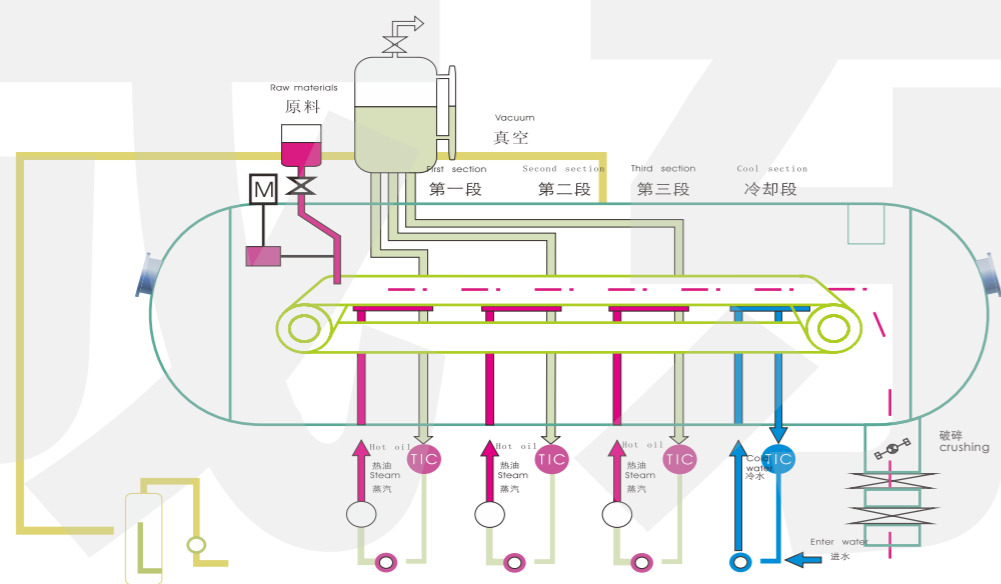 Raw materials
原料
Vacuum
真空
First section
第一段
Second section
第二段
Third section
第三段
Cool section
冷却段
M
破碎
crushing
Hot oil
热油
Steam
蒸汽
TIC
Hot oil
热油
Steam
蒸汽
TIC
Hot oil
热油
Steam
蒸汽
TIC
Cold
water
冷水
TIC
Enter water
进水